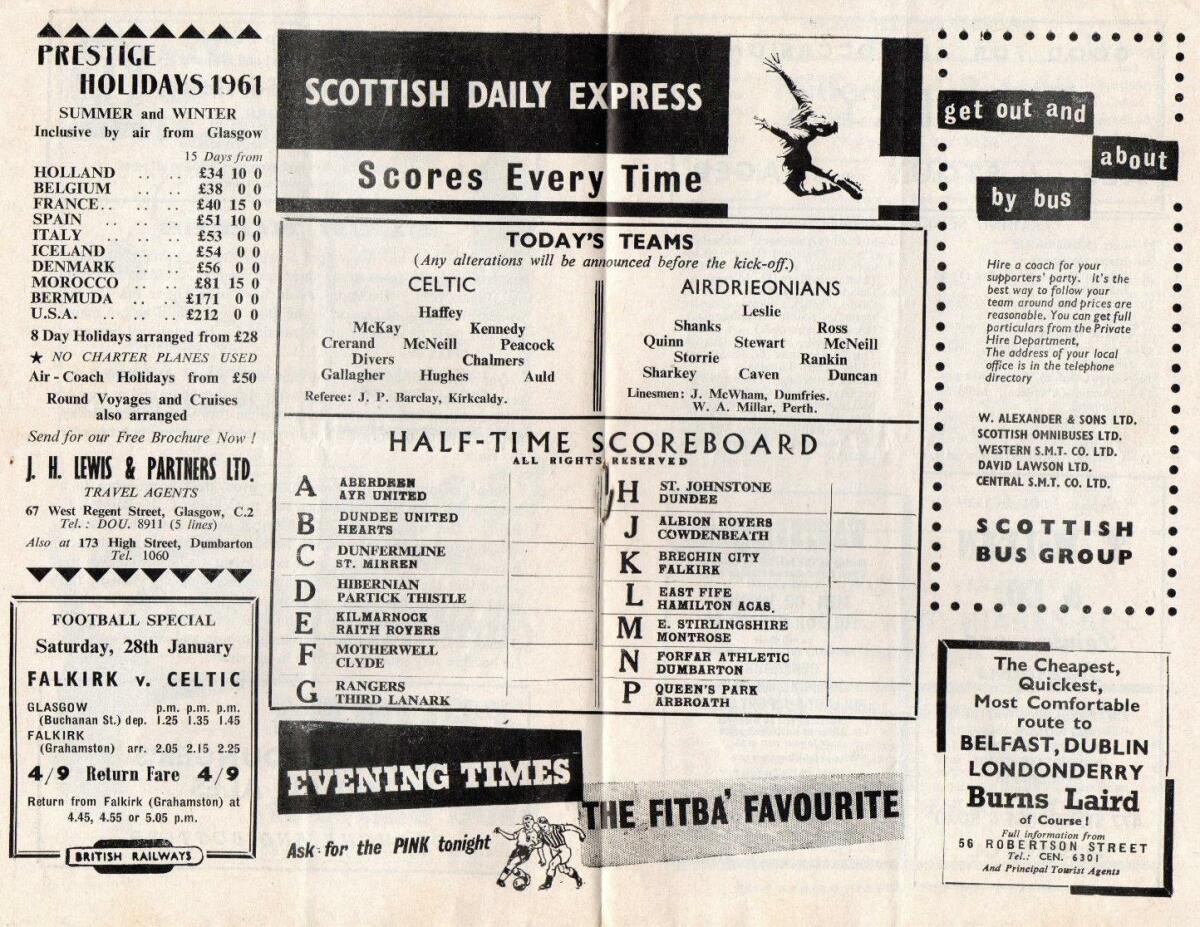 PRESTIGE
HOLIDAYS 1961
SUMMER and WINTER
Inclusive by air from Glasgow
15 Days from
HOLLAND .. .. £34 10 0
BELGIUM .. .. £38 0 0
FRANCE.. .. .. £40 15 0
SPAIN .. .. .. £51 10 0
ITALY .. .. .. £53 0 0
ICELAND .. .. £54 0 0
DENMARK .. .. £56 0 0
MOROCCO .. .. £81 15 0
BERMUDA .. .. £171 0 0
U.S.A. .. .. .. £212 0 0
8 Day Holidays arranged from £28
★ NO CHARTER PLANES USED
Air-Coach Holidays from £50
Round Voyages and Cruises
also arranged
Send for our Free Brochure Now !
J. H. LEWIS & PARTNERS LTD.
TRAVEL AGENTS
67 West Regent Street, Glasgow, C.2
Tel. : DOU. 8911 (5 lines)
Also at 173 High Street, Dumbarton
Tel. 1060
FOOTBALL SPECIAL
Saturday, 28th January
FALKIRK v. CELTIC
GLASGOW p.m. p.m. p.m.
(Buchanan St.) dep. 1.25 1.35 1.45
FALKIRK
(Grahamston) arr. 2.05 2.15 2.25
4/9 Return Fare 4/9
Return from Falkirk (Grahamston) at
4.45, 4.55 or 5.05 p.m.
BRITISH RAILWAYS
SCOTTISH DAILY EXPRESS
Scores Every Time
TODAY'S TEAMS
(Any alterations will be announced before the kick-off.)
CELTIC
Haffey
McKay Kennedy
Crerand McNeill Peacock
Divers Chalmers
Gallagher Hughes Auld
Referee: J. P. Barclay, Kirkcaldy.
AIRDRIEONIANS
Leslie
Shanks Ross
Quinn Stewart McNeill
Storrie Rankin
Sharkey Caven Duncan
Linesmen: J. McWham, Dumfries.
W. A. Millar, Perth.
HALF-TIME SCOREBOARD
ALL RIGHTS RESERVED
A ABERDEEN
AYR UNITED
B DUNDEE UNITED
HEARTS
C DUNFERMLINE
ST. MIRREN
D HIBERNIAN
PARTICK THISTLE
E KILMARNOCK
RAITH ROVERS
F MOTHERWELL
CLYDE
G RANGERS
THIRD LANARK
H ST. JOHNSTONE
DUNDEE
J ALBION ROVERS
COWDENBEATH
K BRECHIN CITY
FALKIRK
L EAST FIFE
HAMILTON ACAS.
M E. STIRLINGSHIRE
MONTROSE
N FORFAR ATHLETIC
DUMBARTON
P QUEEN'S PARK
ARBROATH
EVENING TIMES
THE FITBA' FAVOURITE
Ask for the PINK tonight
get out and
about
by bus
Hire a coach for your
supporters' party. It's the
best way to follow your
team around and prices are
reasonable. You can get full
particulars from the Private
Hire Department,
The address of your local
office is in the telephone
directory
W. ALEXANDER & SONS LTD.
SCOTTISH OMNIBUSES LTD.
WESTERN S.M.T. CO. LTD.
DAVID LAWSON LTD.
CENTRAL S.M.T. CO. LTD.
SCOTTISH
BUS GROUP
The Cheapest,
Quickest,
Most Comfortable
route to
BELFAST, DUBLIN
LONDONDERRY
Burns Laird
of Course !
Full information from
56 ROBERTSON STREET
Tel.: CEN. 6301
And Principal Tourist Agents